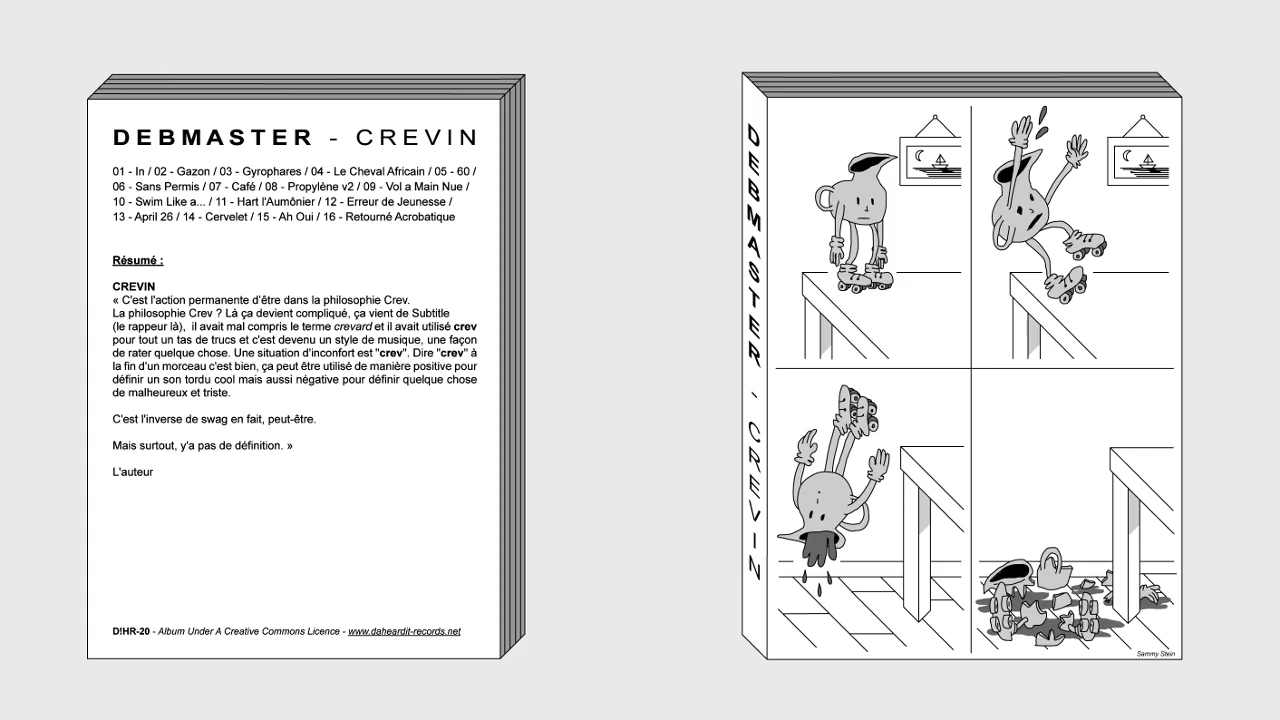 DEBMASTER - CREVIN
01 - In / 02 - Gazon / 03 - Gyrophares / 04 - Le Cheval Africain / 05 - 60 /
06 - Sans Permis / 07 - Café / 08 - Propylène v2 / 09 - Vol a Main Nue /
10 - Swim Like a... / 11 - Hart l'Aumônier / 12 - Erreur de Jeunesse /
13 - April 26 / 14 - Cervelet / 15 - Ah Oui / 16 - Retourné Acrobatique
Résumé :
CREVIN
« C'est l'action permanente d'être dans la philosophie Crev.
La philosophie Crev ? Là ça devient compliqué, ça vient de Subtitle
(le rappeur là), il avait mal compris le terme crevard et il avait utilisé crev
pour tout un tas de trucs et c'est devenu un style de musique, une façon
de rater quelque chose. Une situation d'inconfort est "crev". Dire "crev" à
la fin d'un morceau c'est bien, ça peut être utilisé de manière positive pour
définir un son tordu cool mais aussi négative pour définir quelque chose
de malheureux et triste.
C'est l'inverse de swag en fait, peut-être.
Mais surtout, y'a pas de définition. »
L'auteur
D!HR-20 - Album Under A Creative Commons Licence - www.daheardit-records.net
DEBMASTER - CREVIN
Sammy Stein